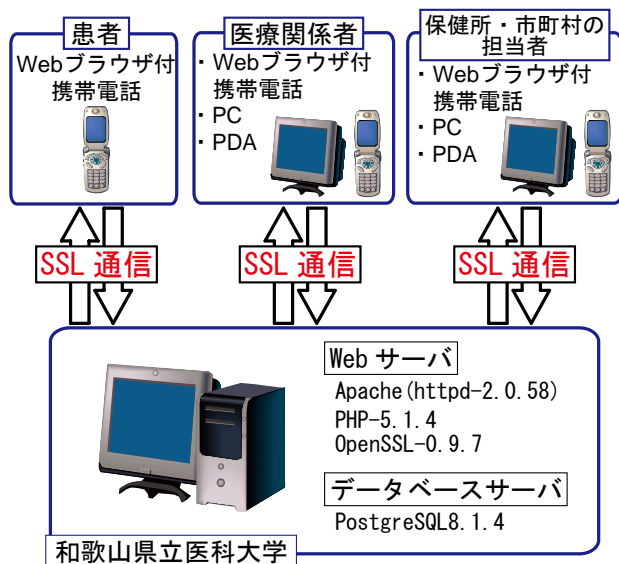 患者
Webブラウザ付
携帯電話
医療関係者
・Webブラウザ付
携帯電話
・PC
・PDA
保健所・市町村の
担当者
・Webブラウザ付
携帯電話
・PC
・PDA
SSL 通信
SSL 通信
SSL 通信
Web サーバ
Apache(httpd-2.0.58)
PHP-5.1.4
OpenSSL-0.9.7
データベースサーバ
PostgreSQL8.1.4
和歌山県立医科大学